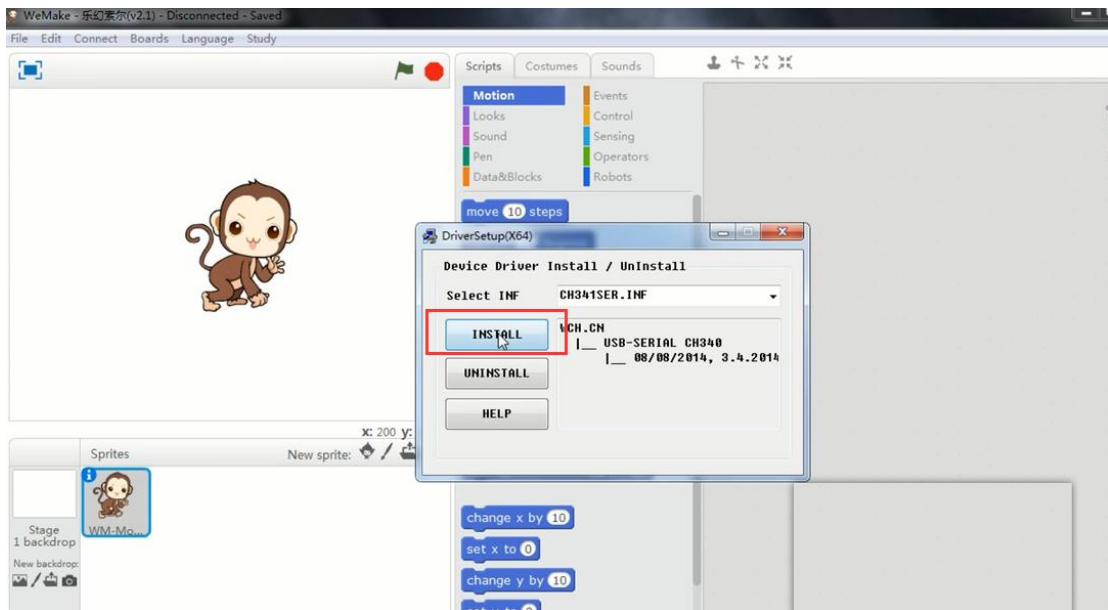 WeMake - 乐幻索尔(v2.1) - Disconnected - Saved
File Edit Connect Boards Language Study
Scripts Costumes Sounds
Motion Events
Looks Control
Sound Sensing
Pen Operators
Data&Blocks Robots
move 10 steps
DriverSetup(X64)
Device Driver Install / UnInstall
Select INF CH341SER.INF
INSTALL
WCH.CN
|__ USB-SERIAL CH340
|__ 08/08/2014, 3.4.2014
UNINSTALL
HELP
x: 200 y:
Sprites New sprite:
Stage
1 backdrop
WM-Mo...
New backdrop:
change x by 10
set x to 0
change y by 10